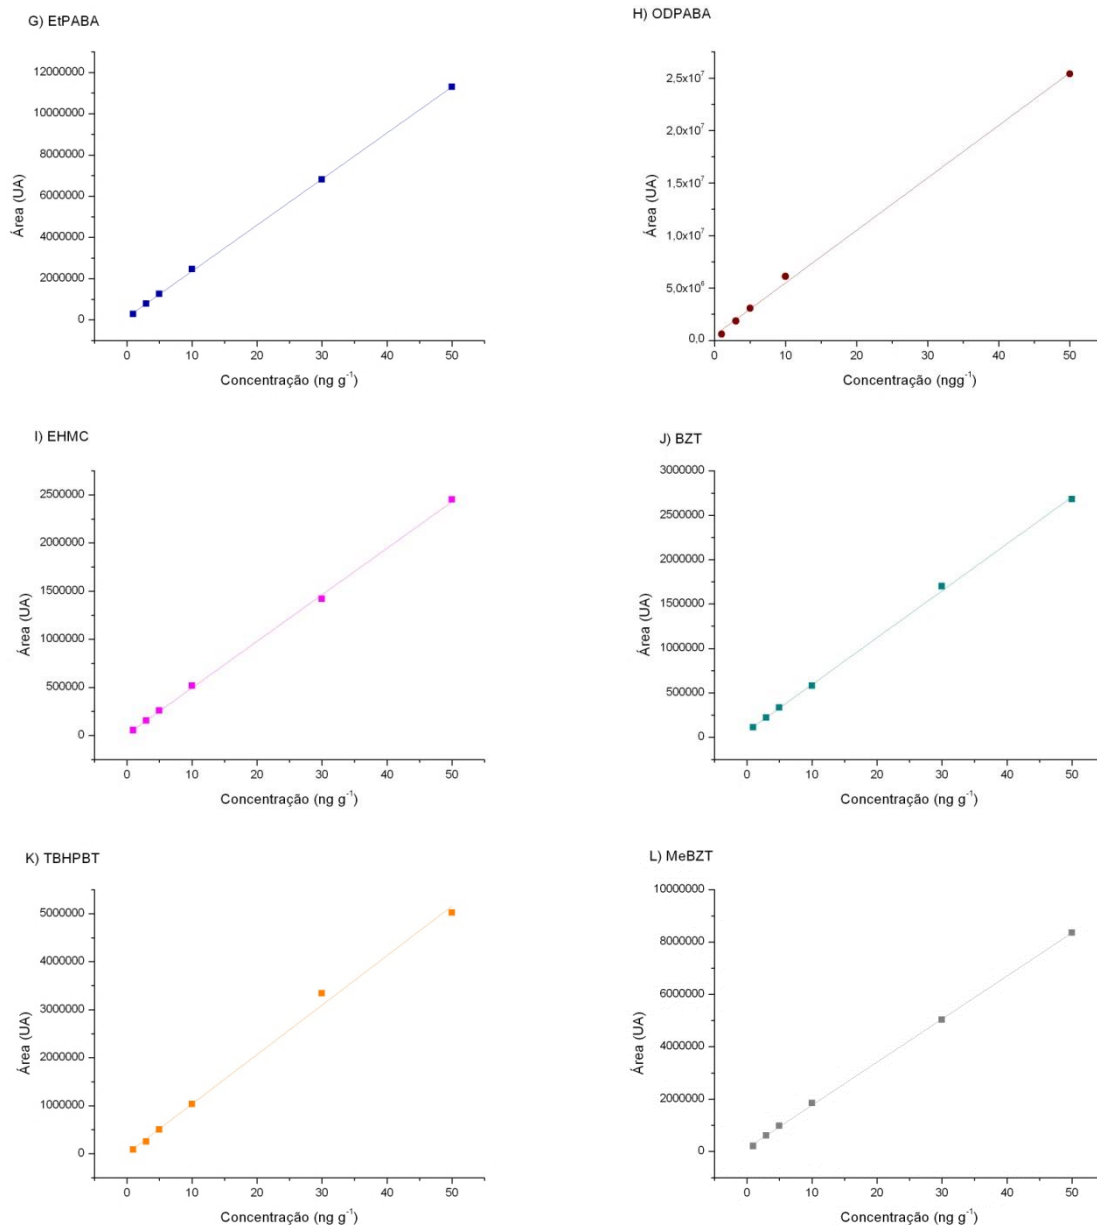 G) EtPABA
12000000
10000000
8000000
6000000
4000000
2000000
0
Área (UA)
0 10 20 30 40 50
Concentração (ng g⁻¹)
H) ODPABA
2,5x10⁷
2,0x10⁷
1,5x10⁷
1,0x10⁷
5,0x10⁶
0,0
Área (UA)
0 10 20 30 40 50
Concentração (ngg⁻¹)
I) EHMC
2500000
2000000
1500000
1000000
500000
0
Área (UA)
0 10 20 30 40 50
Concentração (ng g⁻¹)
J) BZT
3000000
2500000
2000000
1500000
1000000
500000
0
Área (UA)
0 10 20 30 40 50
Concentração (ng g⁻¹)
K) TBHPBT
5000000
4000000
3000000
2000000
1000000
0
Área (UA)
0 10 20 30 40 50
Concentração (ng g⁻¹)
L) MeBZT
10000000
8000000
6000000
4000000
2000000
0
Área (UA)
0 10 20 30 40 50
Concentração (ng g⁻¹)